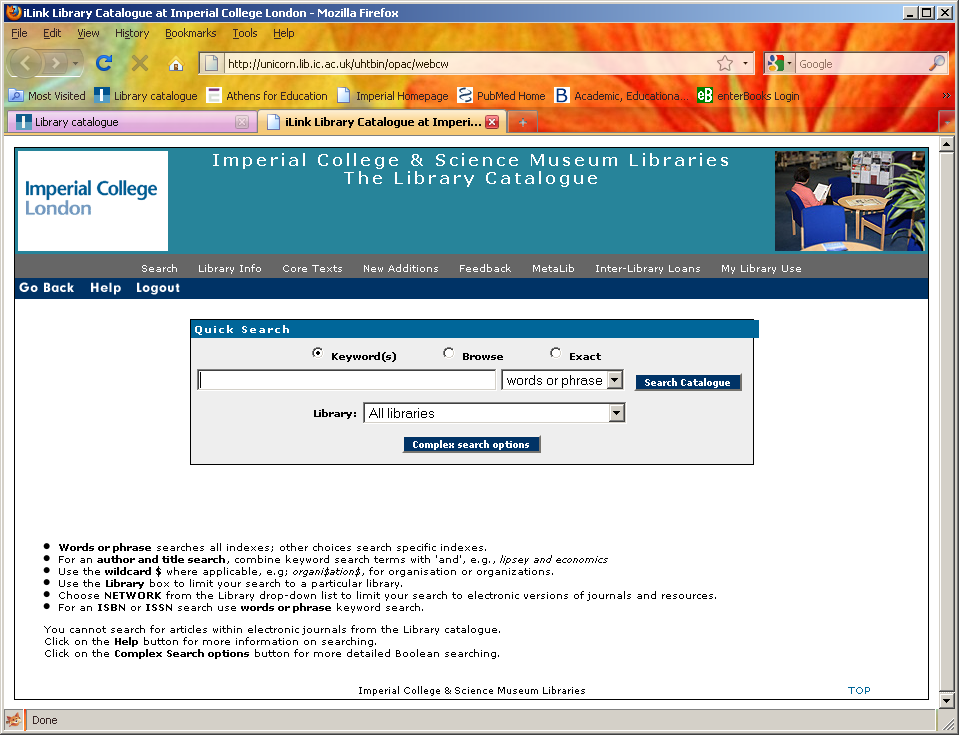 iLink Library Catalogue at Imperial College London - Mozilla Firefox
File Edit View History Bookmarks Tools Help
http://unicorn.lib.ic.ac.uk/uhtbin/opac/webcw
Google
Most Visited Library catalogue Athens for Education Imperial Homepage PubMed Home Academic, Educationa... enterBooks Login »
Library catalogue
iLink Library Catalogue at Imperi...
Imperial College
London
Imperial College & Science Museum Libraries
The Library Catalogue
Search Library Info Core Texts New Additions Feedback MetaLib Inter-Library Loans My Library Use
Go Back Help Logout
Quick Search
Keyword(s) Browse Exact
words or phrase Search Catalogue
Library: All libraries
Complex search options
● Words or phrase searches all indexes; other choices search specific indexes.
● For an author and title search, combine keyword search terms with 'and', e.g., lipsey and economics
● Use the wildcard $ where applicable, e.g; organi$ation$, for organisation or organizations.
● Use the Library box to limit your search to a particular library.
● Choose NETWORK from the Library drop-down list to limit your search to electronic versions of journals and resources.
● For an ISBN or ISSN search use words or phrase keyword search.
You cannot search for articles within electronic journals from the Library catalogue.
Click on the Help button for more information on searching.
Click on the Complex Search options button for more detailed Boolean searching.
Imperial College & Science Museum Libraries TOP
Done